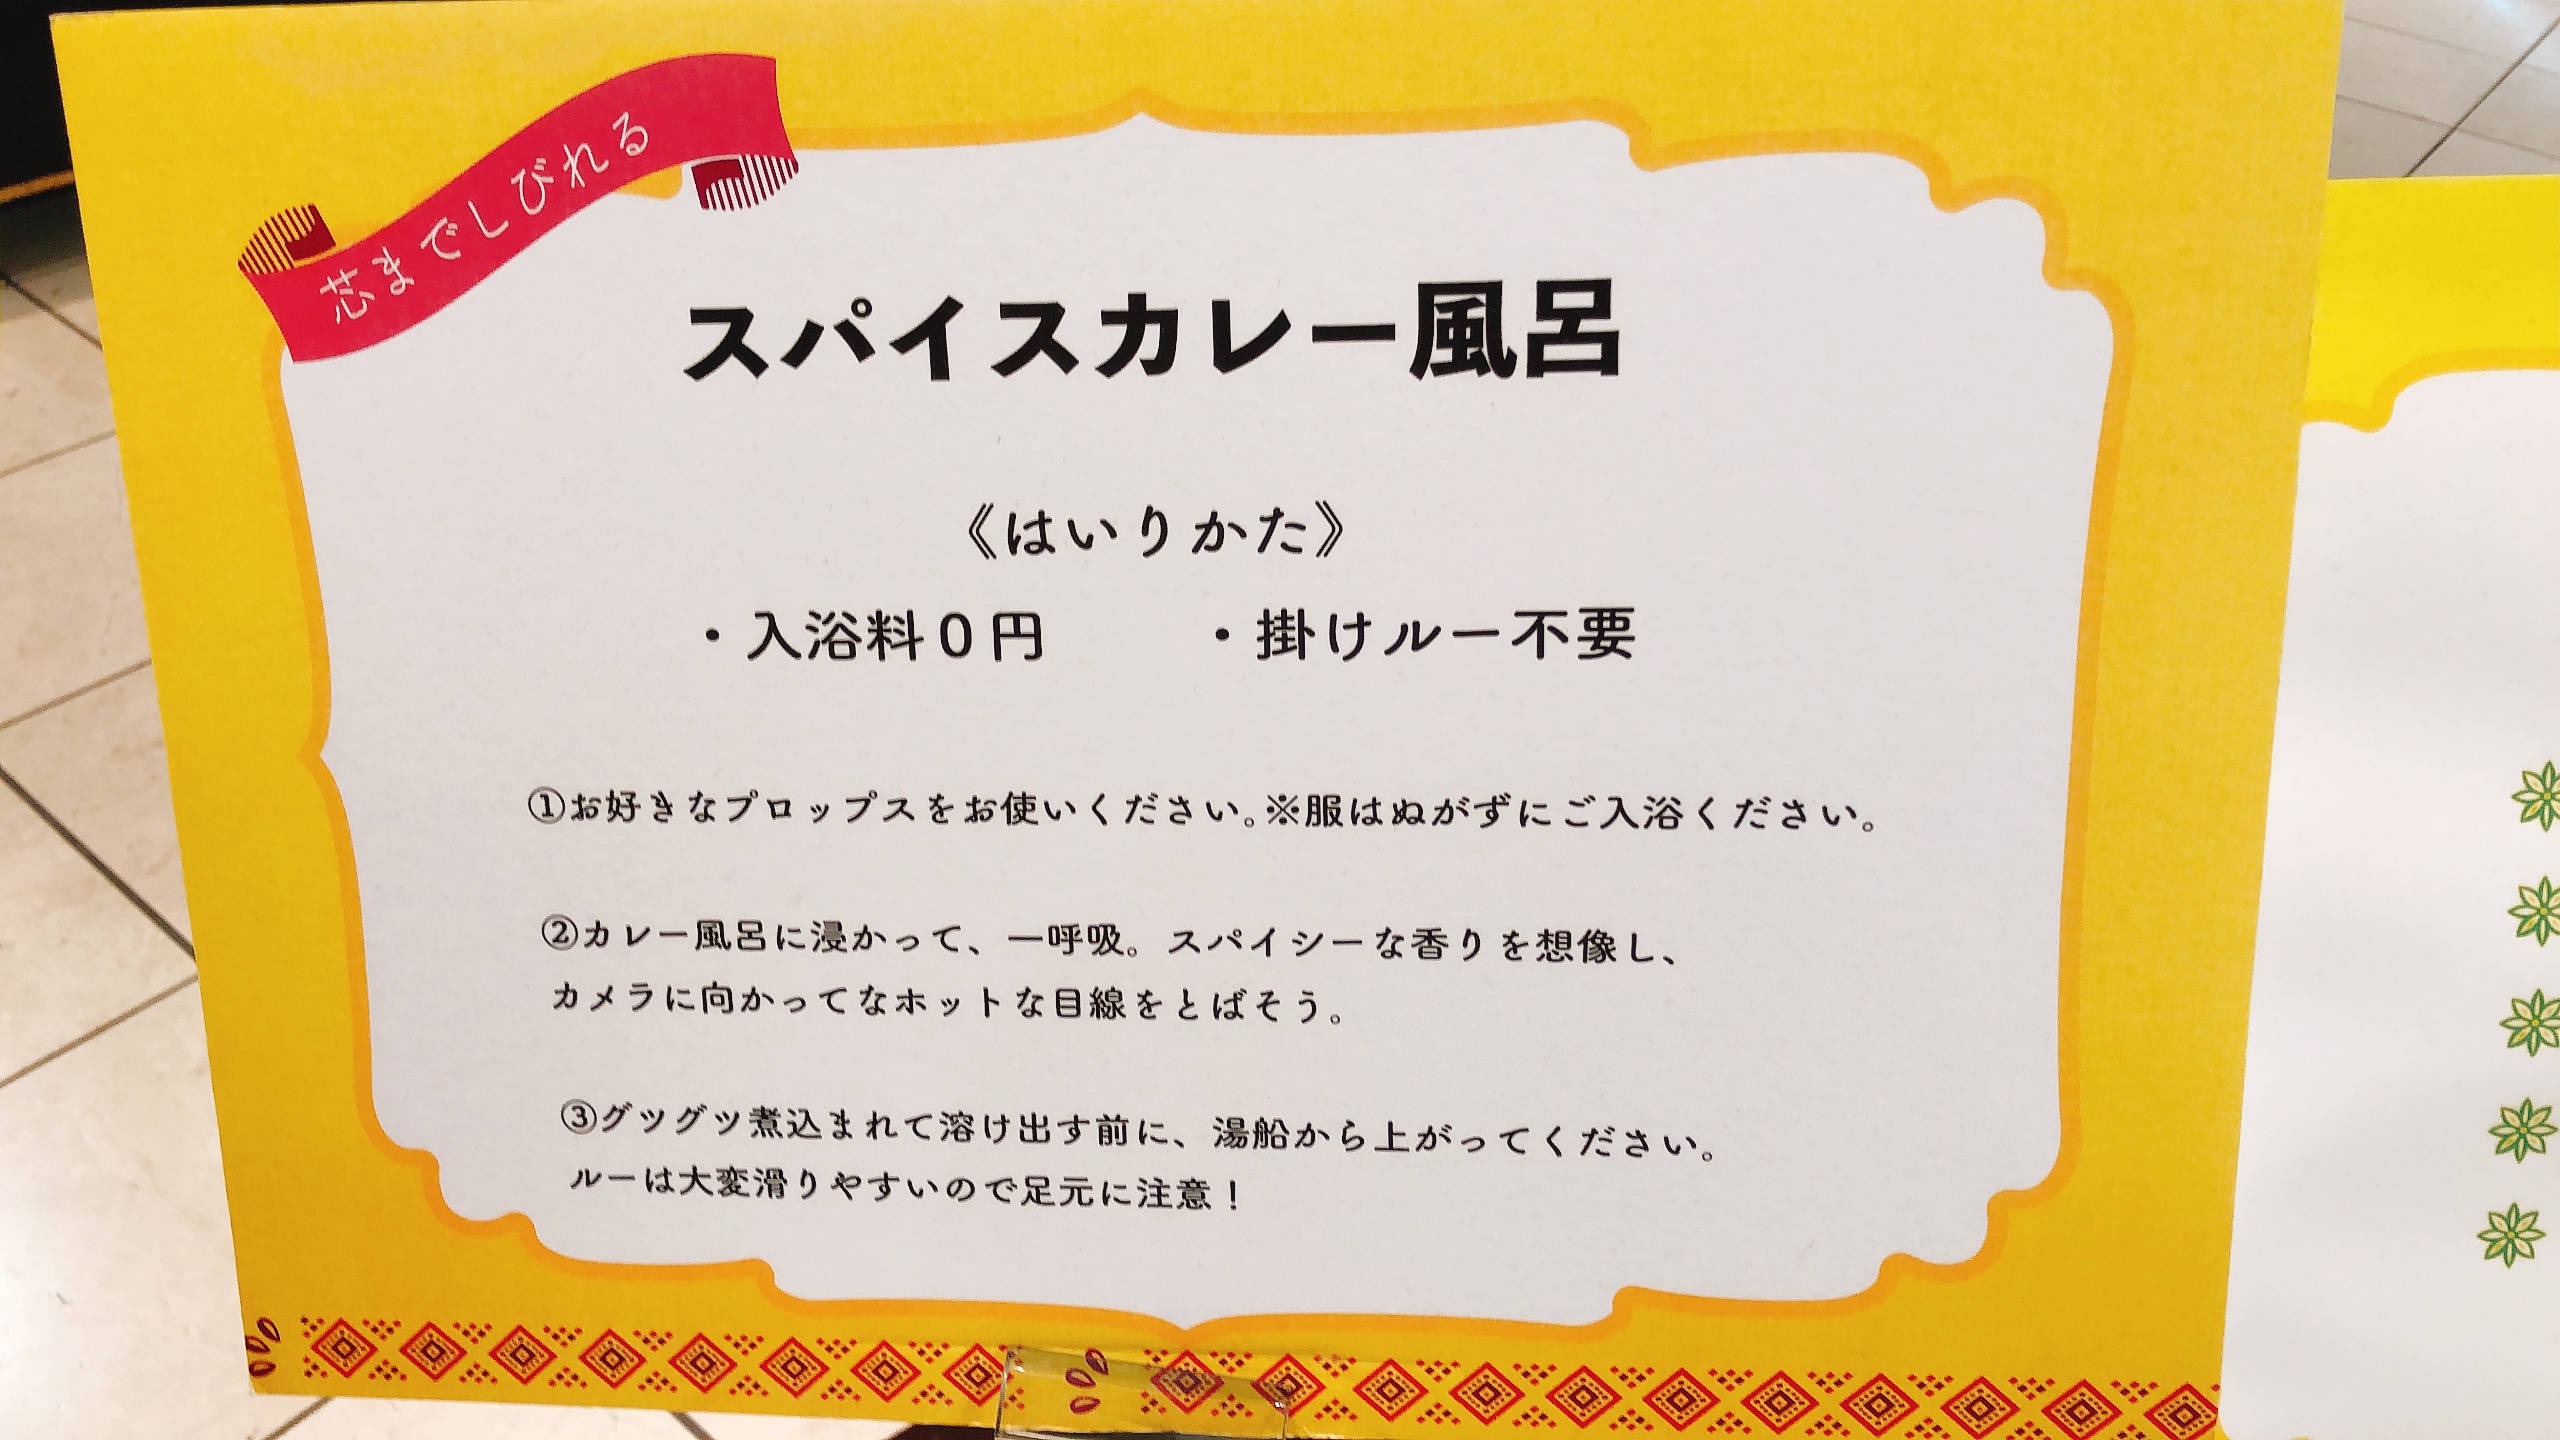 芯までしびれる
スパイスカレー風呂
《はいりかた》
・入浴料0円 ・掛けルー不要
①お好きなプロップスをお使いください。※服はぬがずにご入浴ください。
②カレー風呂に浸かって、一呼吸。スパイシーな香りを想像し、
カメラに向かってなホットな目線をとばそう。
③グツグツ煮込まれて溶け出す前に、湯船から上がってください。
ルーは大変滑りやすいので足元に注意！